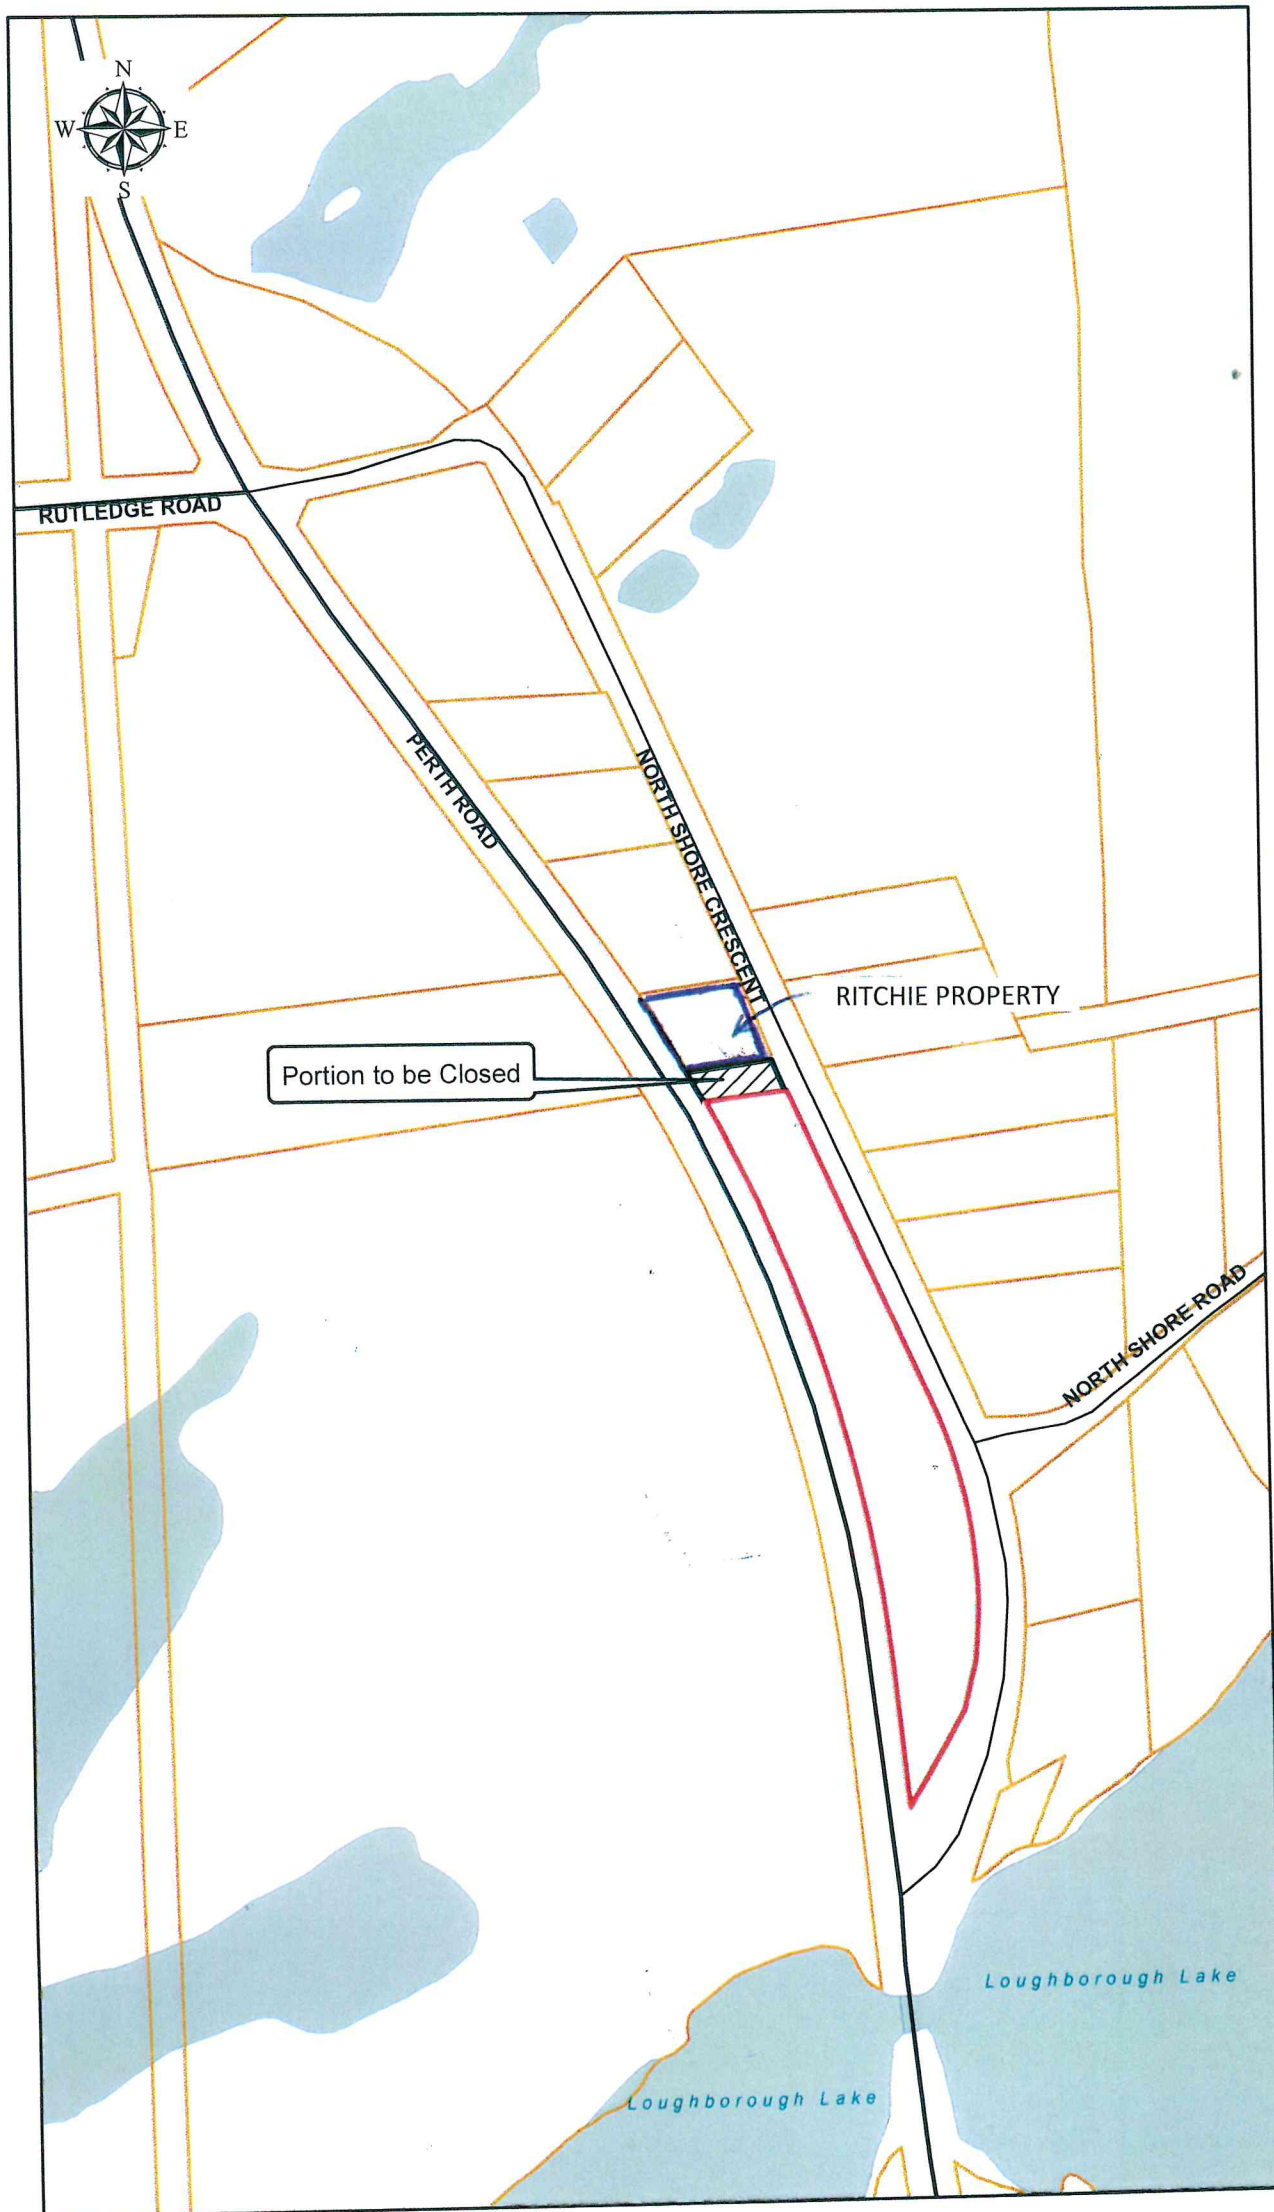 N
W E
S
RUTLEDGE ROAD
PERTH ROAD
NORTH SHORE CRESCENT
RITCHIE PROPERTY
Portion to be Closed
NORTH SHORE ROAD
Loughborough Lake
Loughborough Lake